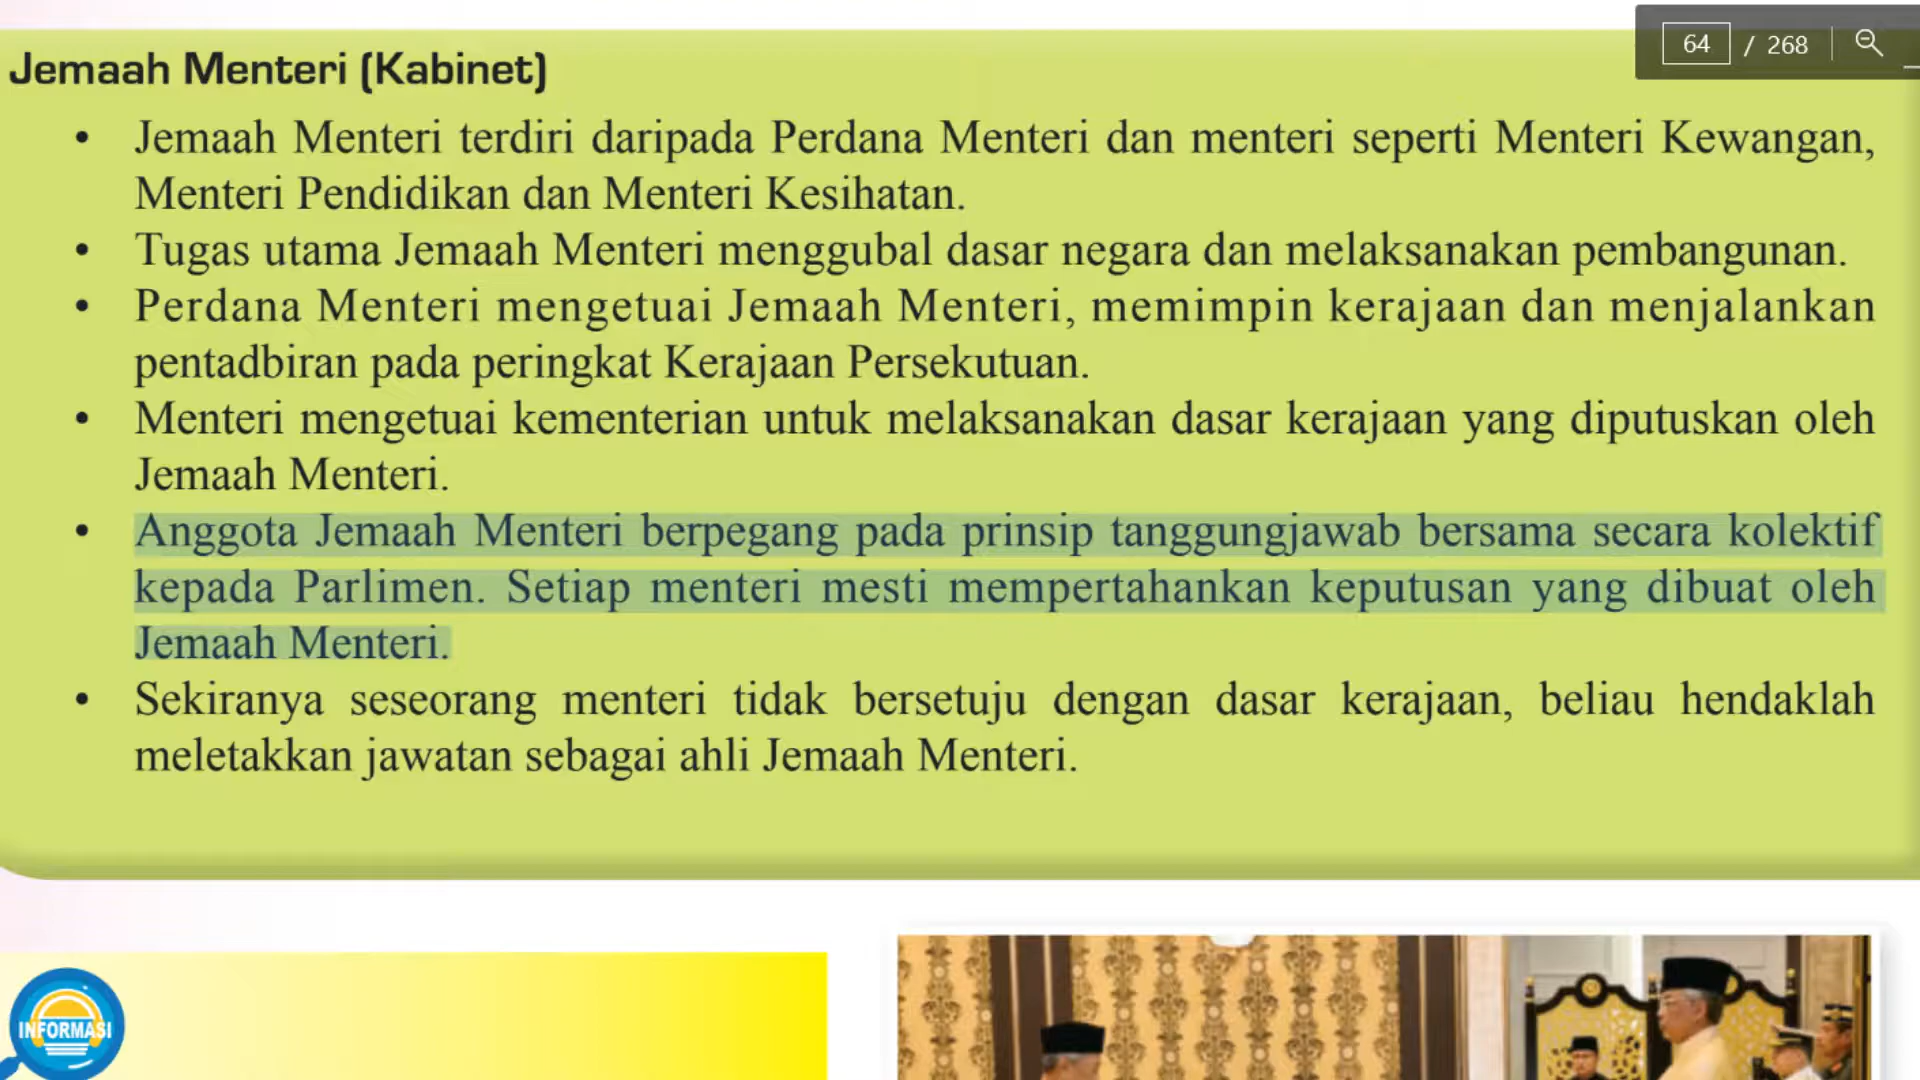 64 / 268
Jemaah Menteri (Kabinet)
• Jemaah Menteri terdiri daripada Perdana Menteri dan menteri seperti Menteri Kewangan,
Menteri Pendidikan dan Menteri Kesihatan.
• Tugas utama Jemaah Menteri menggubal dasar negara dan melaksanakan pembangunan.
• Perdana Menteri mengetuai Jemaah Menteri, memimpin kerajaan dan menjalankan
pentadbiran pada peringkat Kerajaan Persekutuan.
• Menteri mengetuai kementerian untuk melaksanakan dasar kerajaan yang diputuskan oleh
Jemaah Menteri.
• Anggota Jemaah Menteri berpegang pada prinsip tanggungjawab bersama secara kolektif
kepada Parlimen. Setiap menteri mesti mempertahankan keputusan yang dibuat oleh
Jemaah Menteri.
• Sekiranya seseorang menteri tidak bersetuju dengan dasar kerajaan, beliau hendaklah
meletakkan jawatan sebagai ahli Jemaah Menteri.
INFORMASI